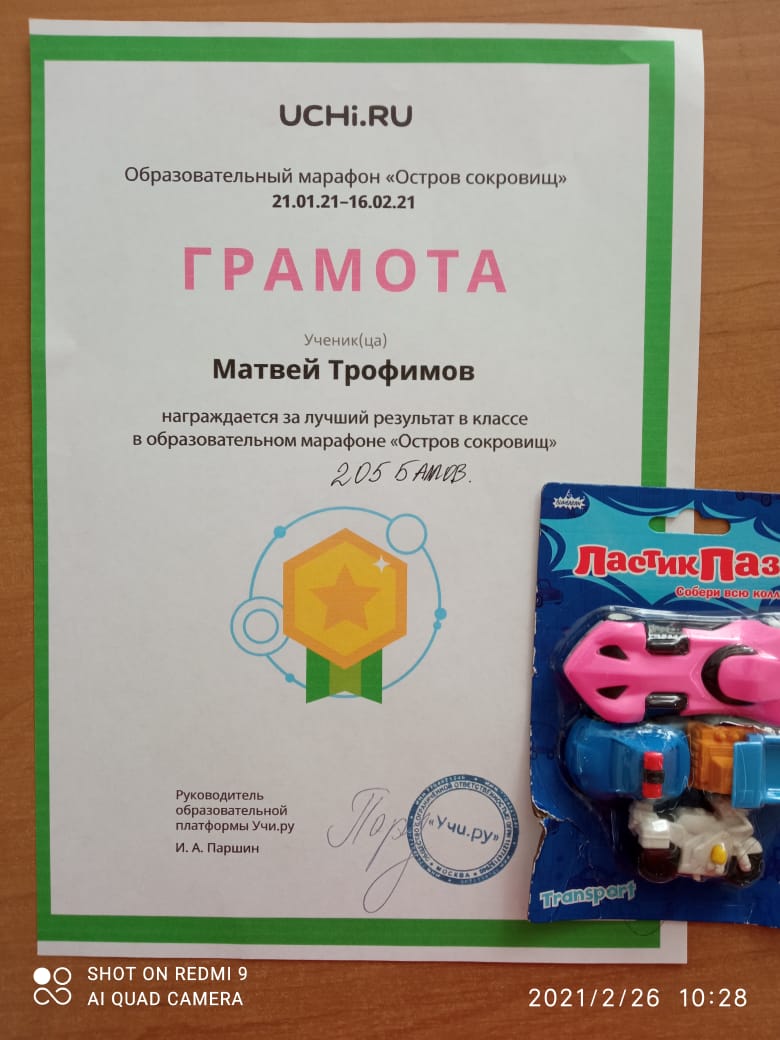 UCHi.RU
Образовательный марафон «Остров сокровищ»
21.01.21–16.02.21
ГРАМОТА
Ученик(ца)
Матвей Трофимов
награждается за лучший результат в классе
в образовательном марафоне «Остров сокровищ»
205 баллов.
Руководитель
образовательной
платформы Учи.ру
И. А. Паршин
«Учи.ру»
МОСКВА
ЛастикПаз
Собери всю колл
Transport
SHOT ON REDMI 9
AI QUAD CAMERA
2021/2/26 10:28